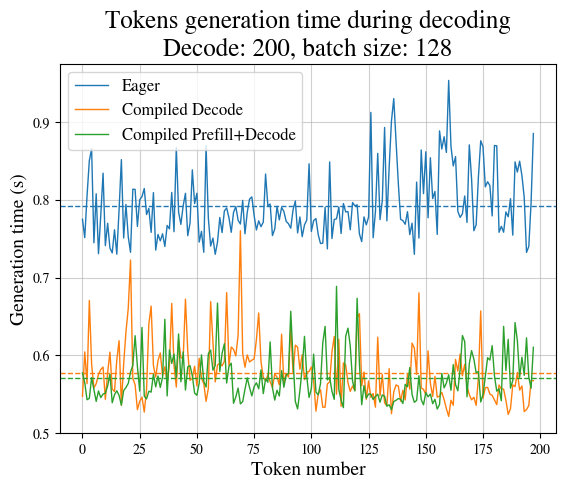 Tokens generation time during decoding
Decode: 200, batch size: 128
Eager
Compiled Decode
Compiled Prefill+Decode
Generation time (s)
0.9
0.8
0.7
0.6
0.5
0 25 50 75 100 125 150 175 200
Token number